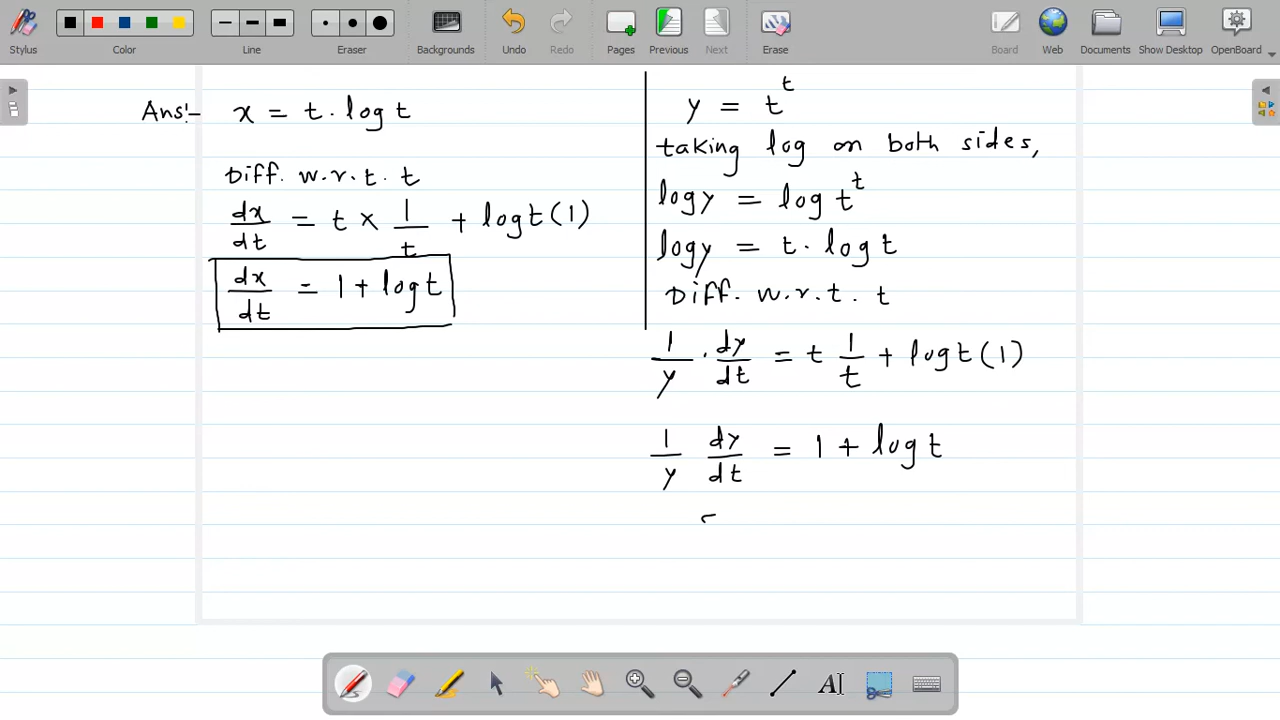 Stylus Color Line Eraser Backgrounds Undo Redo Pages Previous Next Erase Board Web Documents Show Desktop OpenBoard
Ans:- x = t · log t
Diff. w.r.t. t
dx/dt = t × 1/t + log t (1)
dx/dt = 1 + log t
y = t^t
taking log on both sides,
log y = log t^t
log y = t · log t
Diff. w.r.t. t
1/y · dy/dt = t 1/t + log t (1)
1/y dy/dt = 1 + log t